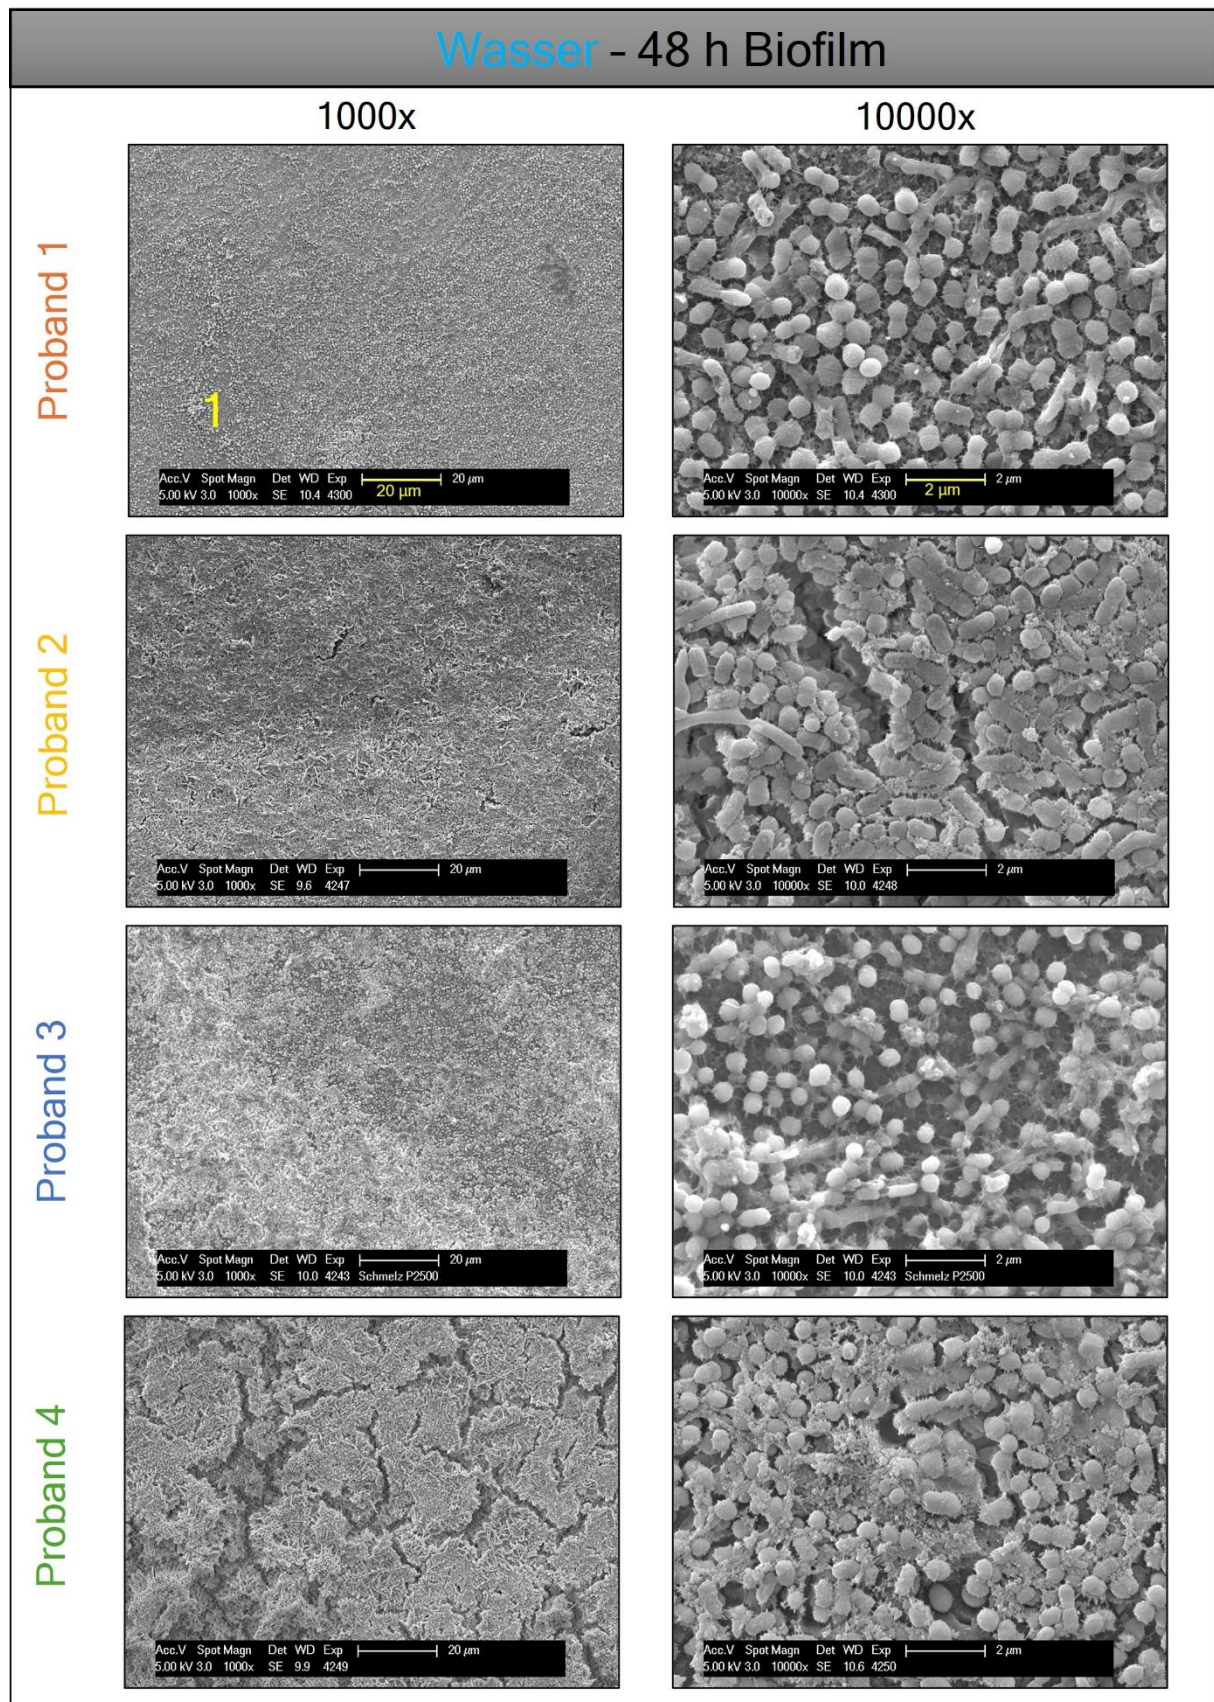 Wasser - 48 h Biofilm
1000x
10000x
Proband 1
1
Acc.V Spot Magn Det WD Exp 20 µm
5.00 kV 3.0 1000x SE 10.4 4300 20 µm
Acc.V Spot Magn Det WD Exp 2 µm
5.00 kV 3.0 10000x SE 10.4 4300 2 µm
Proband 2
Acc.V Spot Magn Det WD Exp 20 µm
5.00 kV 3.0 1000x SE 9.6 4247
Acc.V Spot Magn Det WD Exp 2 µm
5.00 kV 3.0 10000x SE 10.0 4248
Proband 3
Acc.V Spot Magn Det WD Exp 20 µm
5.00 kV 3.0 1000x SE 10.0 4243 Schmelz P2500
Acc.V Spot Magn Det WD Exp 2 µm
5.00 kV 3.0 10000x SE 10.0 4243 Schmelz P2500
Proband 4
Acc.V Spot Magn Det WD Exp 20 µm
5.00 kV 3.0 1000x SE 9.9 4249
Acc.V Spot Magn Det WD Exp 2 µm
5.00 kV 3.0 10000x SE 10.6 4250